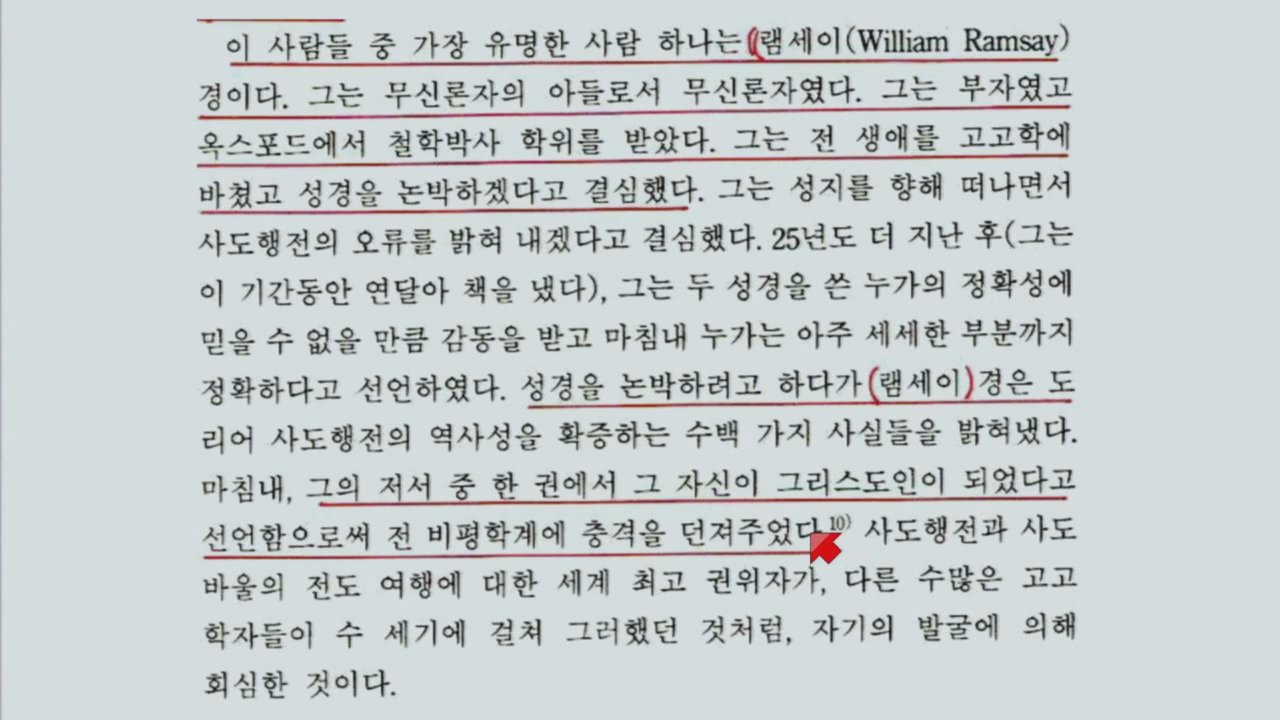 이 사람들 중 가장 유명한 사람 하나는 램세이(William Ramsay)
경이다. 그는 무신론자의 아들로서 무신론자였다. 그는 부자였고
옥스포드에서 철학박사 학위를 받았다. 그는 전 생애를 고고학에
바쳤고 성경을 논박하겠다고 결심했다. 그는 성지를 향해 떠나면서
사도행전의 오류를 밝혀 내겠다고 결심했다. 25년도 더 지난 후(그는
이 기간동안 연달아 책을 냈다), 그는 두 성경을 쓴 누가의 정확성에
믿을 수 없을 만큼 감동을 받고 마침내 누가는 아주 세세한 부분까지
정확하다고 선언하였다. 성경을 논박하려고 하다가 (램세이)경은 도
리어 사도행전의 역사성을 확증하는 수백 가지 사실들을 밝혀냈다.
마침내, 그의 저서 중 한 권에서 그 자신이 그리스도인이 되었다고
선언함으로써 전 비평학계에 충격을 던져주었다.10) 사도행전과 사도
바울의 전도 여행에 대한 세계 최고 권위자가, 다른 수많은 고고
학자들이 수 세기에 걸쳐 그러했던 것처럼, 자기의 발굴에 의해
회심한 것이다.